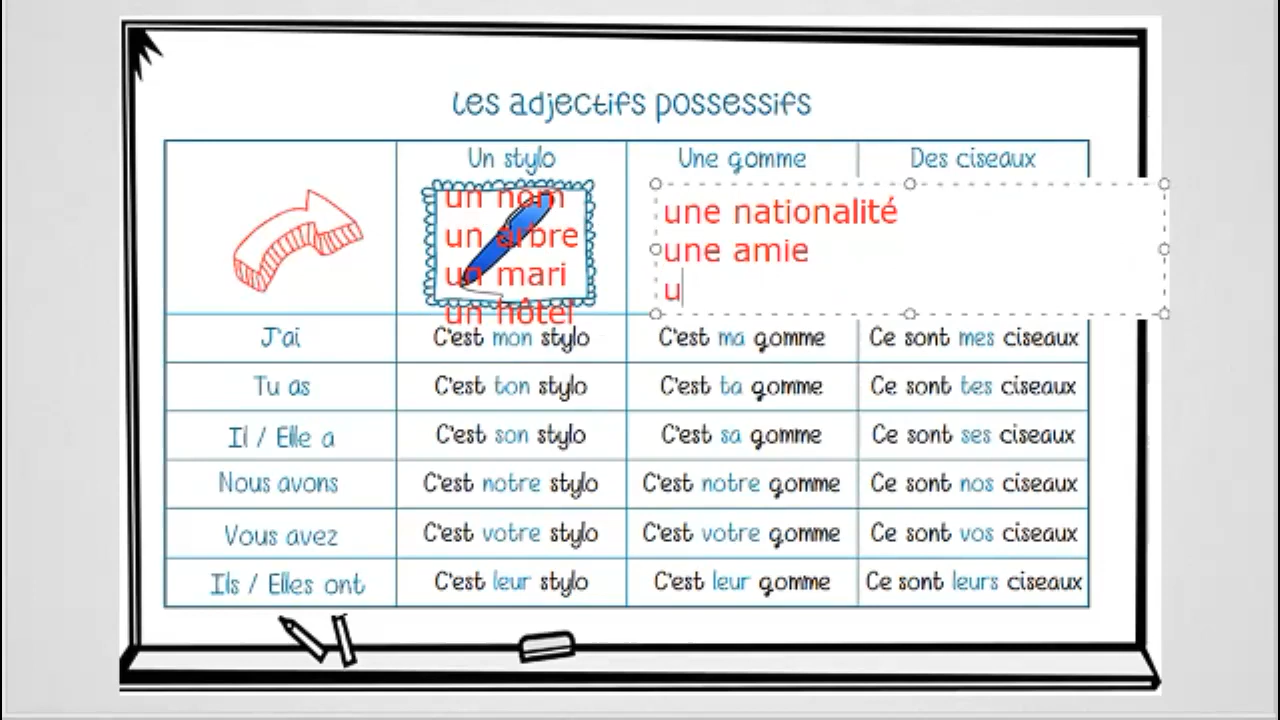 Les adjectifs possessifs
Un stylo Une gomme Des ciseaux
un nom
un arbre
un mari
un hôtel
une nationalité
une amie
u
J'ai C'est mon stylo C'est ma gomme Ce sont mes ciseaux
Tu as C'est ton stylo C'est ta gomme Ce sont tes ciseaux
Il / Elle a C'est son stylo C'est sa gomme Ce sont ses ciseaux
Nous avons C'est notre stylo C'est notre gomme Ce sont nos ciseaux
Vous avez C'est votre stylo C'est votre gomme Ce sont vos ciseaux
Ils / Elles ont C'est leur stylo C'est leur gomme Ce sont leurs ciseaux